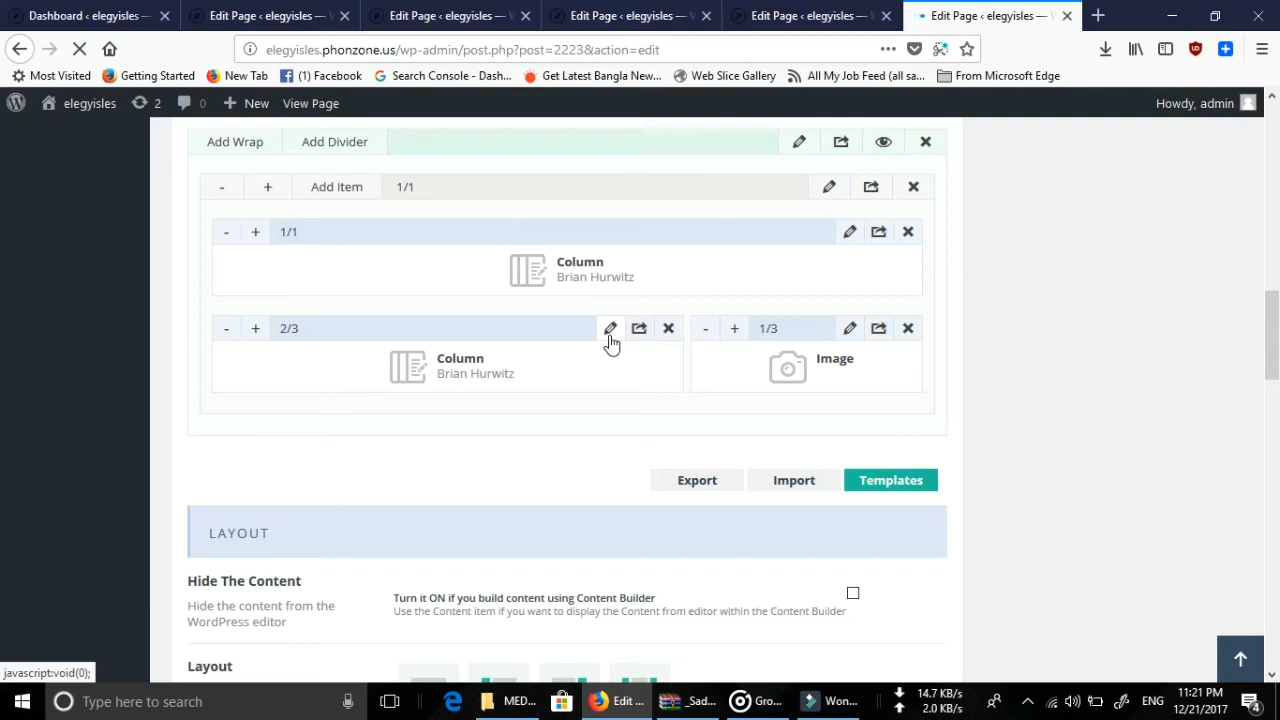 Dashboard ‹ elegyisles —
Edit Page ‹ elegyisles —
Edit Page ‹ elegyisles —
Edit Page ‹ elegyisles —
Edit Page ‹ elegyisles —
Edit Page ‹ elegyisles —
elegyisles.phonzone.us/wp-admin/post.php?post=2223&action=edit
Most Visited
Getting Started
New Tab
(1) Facebook
Search Console - Dash...
Get Latest Bangla New...
Web Slice Gallery
All My Job Feed (all sa...
From Microsoft Edge
elegyisles
2
0
New
View Page
Howdy, admin
Add Wrap
Add Divider
- + Add Item 1/1
- + 1/1
Column
Brian Hurwitz
- + 2/3
- + 1/3
Column
Brian Hurwitz
Image
Export
Import
Templates
LAYOUT
Hide The Content
Hide the content from the
WordPress editor
Turn it ON if you build content using Content Builder
Use the Content item if you want to display the Content from editor within the Content Builder
Layout
javascript:void(0);
Type here to search
MED...
Edit ...
_Sad...
Gro...
Won...
14.7 KB/s
2.0 KB/s
ENG
11:21 PM
12/21/2017
4